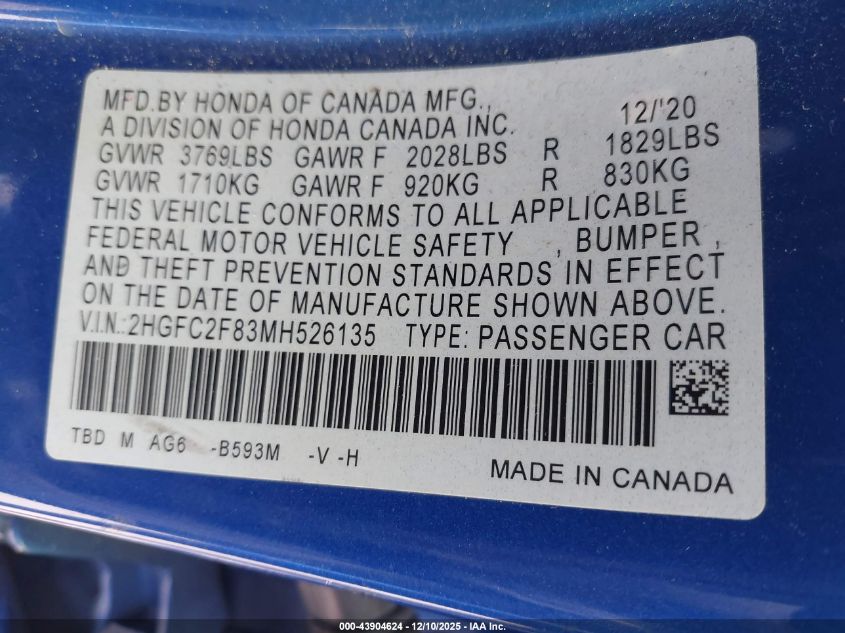 MFD.BY HONDA OF CANADA MFG., 12/'20
A DIVISION OF HONDA CANADA INC.
GVWR 3769LBS GAWR F 2028LBS R 1829LBS
GVWR 1710KG GAWR F 920KG R 830KG
THIS VEHICLE CONFORMS TO ALL APPLICABLE
FEDERAL MOTOR VEHICLE SAFETY , BUMPER ,
AND THEFT PREVENTION STANDARDS IN EFFECT
ON THE DATE OF MANUFACTURE SHOWN ABOVE.
V.I.N.:2HGFC2F83MH526135 TYPE: PASSENGER CAR
TBD M AG6 -B593M -V -H
MADE IN CANADA
000-43904624 - 12/10/2025 - IAA Inc.